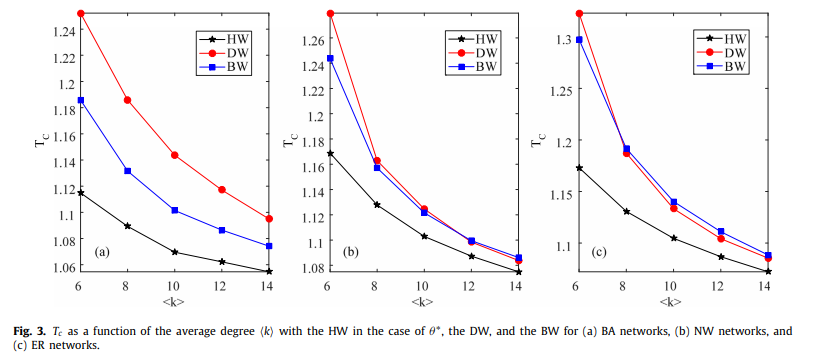 1.24
1.22
1.2
1.18
1.16
1.14
1.12
1.1
1.08
1.06
T_C
6 8 10 12 14
<k>
HW
DW
BW
(a)
1.26
1.24
1.22
1.2
1.18
1.16
1.14
1.12
1.1
1.08
T_C
6 8 10 12 14
<k>
HW
DW
BW
(b)
1.3
1.25
1.2
1.15
1.1
T_C
6 8 10 12 14
<k>
HW
DW
BW
(c)
Fig. 3. T_c as a function of the average degree ⟨k⟩ with the HW in the case of θ*, the DW, and the BW for (a) BA networks, (b) NW networks, and
(c) ER networks.